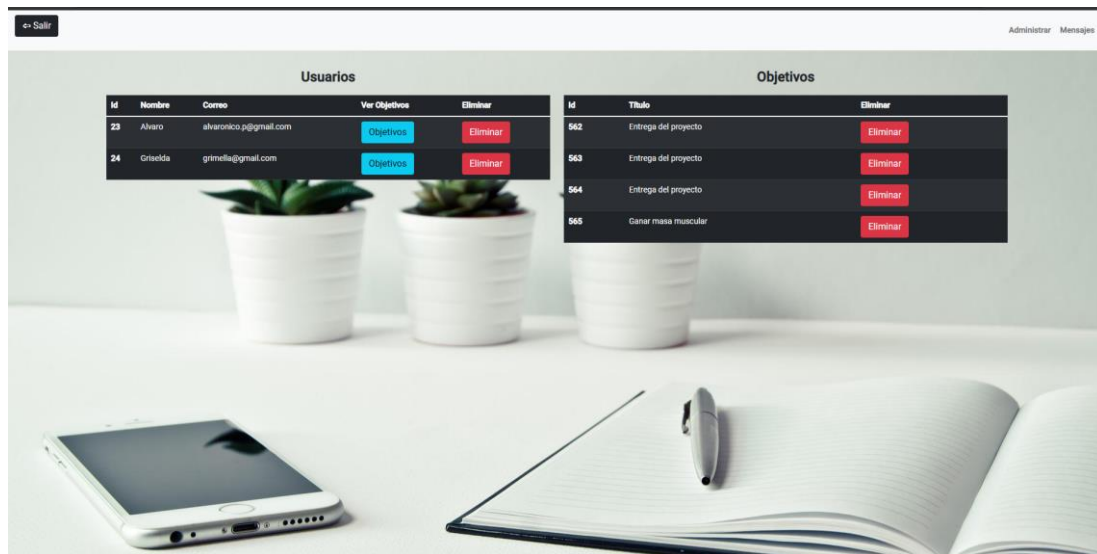 ⇦ Salir
Administrar Mensajes
Usuarios
Id Nombre Correo Ver Objetivos Eliminar
23 Alvaro alvaronico.p@gmail.com Objetivos Eliminar
24 Griselda grimella@gmail.com Objetivos Eliminar
Objetivos
Id Título Eliminar
562 Entrega del proyecto Eliminar
563 Entrega del proyecto Eliminar
564 Entrega del proyecto Eliminar
565 Ganar masa muscular Eliminar